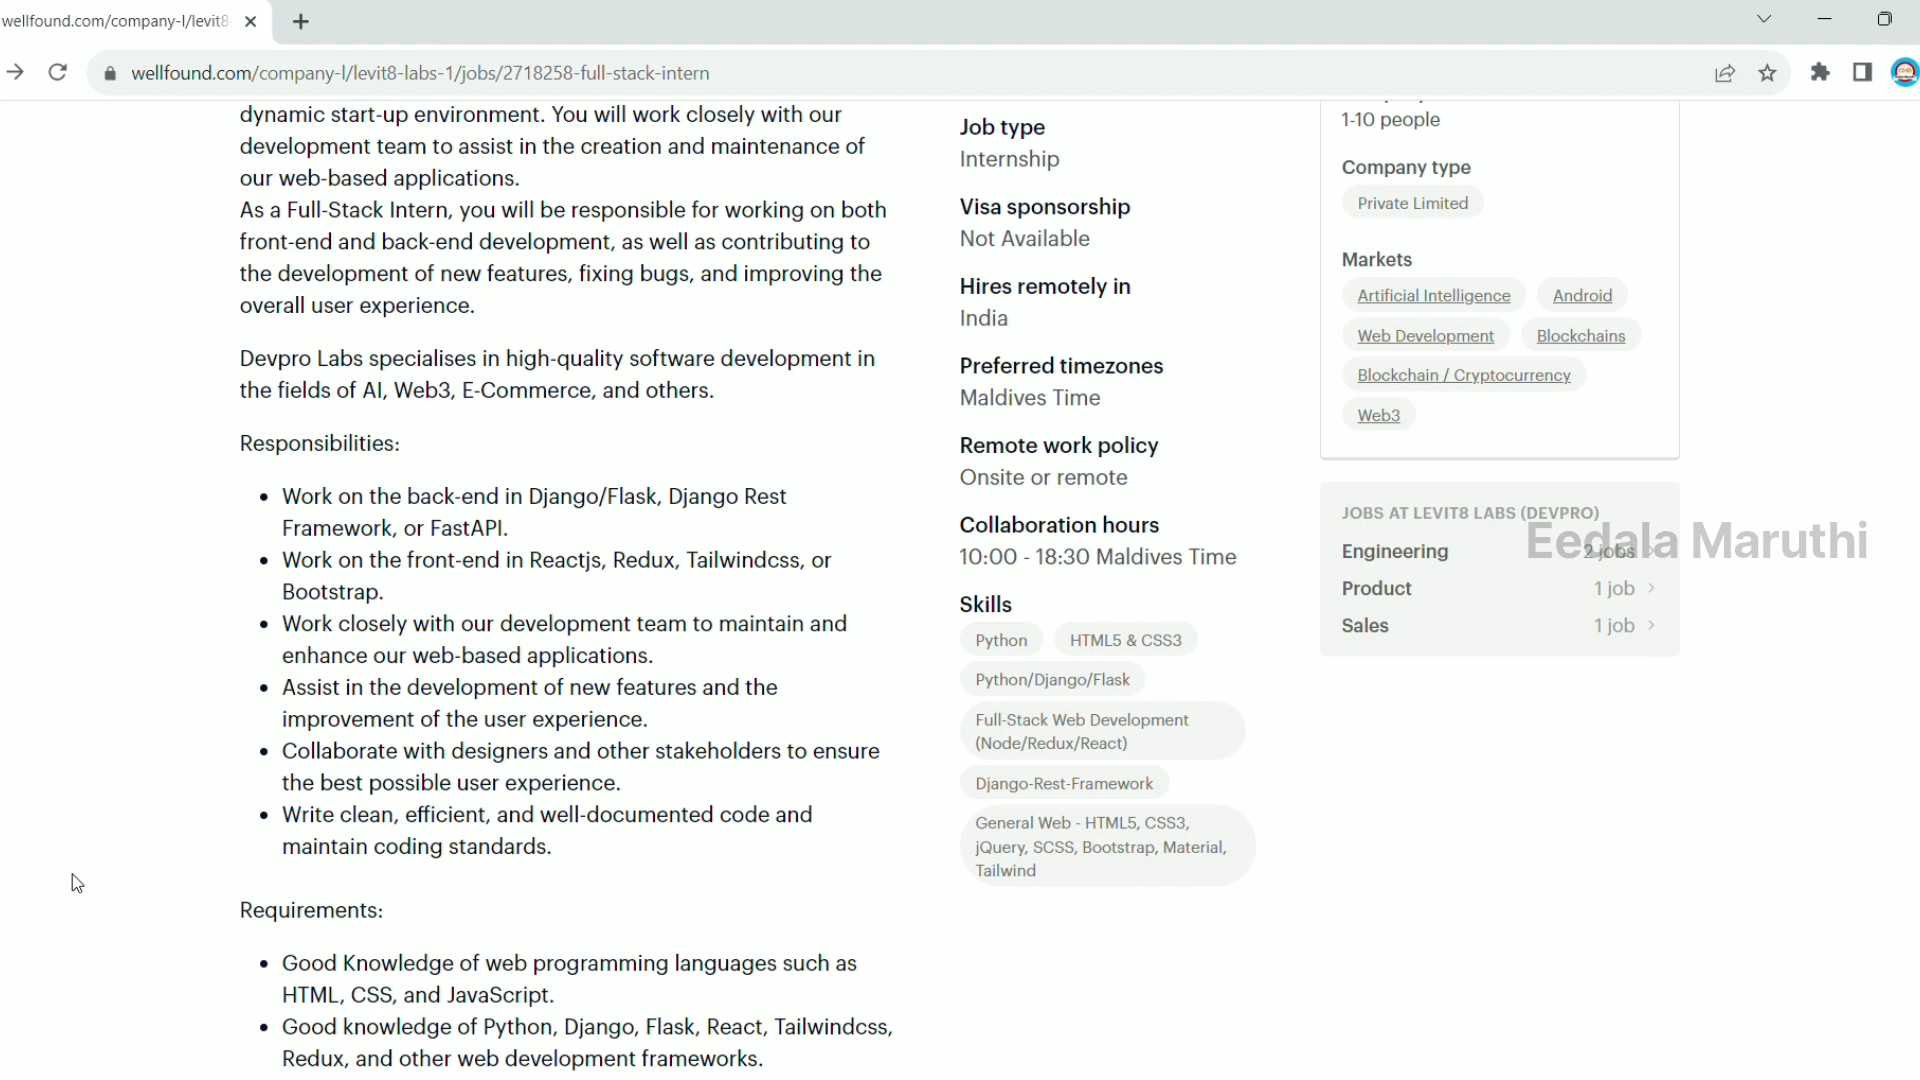 wellfound.com/company-l/levit8-
wellfound.com/company-l/levit8-labs-1/jobs/2718258-full-stack-intern
dynamic start-up environment. You will work closely with our
development team to assist in the creation and maintenance of
our web-based applications.
As a Full-Stack Intern, you will be responsible for working on both
front-end and back-end development, as well as contributing to
the development of new features, fixing bugs, and improving the
overall user experience.
Devpro Labs specialises in high-quality software development in
the fields of AI, Web3, E-Commerce, and others.
Responsibilities:
• Work on the back-end in Django/Flask, Django Rest
Framework, or FastAPI.
• Work on the front-end in Reactjs, Redux, Tailwindcss, or
Bootstrap.
• Work closely with our development team to maintain and
enhance our web-based applications.
• Assist in the development of new features and the
improvement of the user experience.
• Collaborate with designers and other stakeholders to ensure
the best possible user experience.
• Write clean, efficient, and well-documented code and
maintain coding standards.
Requirements:
• Good Knowledge of web programming languages such as
HTML, CSS, and JavaScript.
• Good knowledge of Python, Django, Flask, React, Tailwindcss,
Redux, and other web development frameworks.
Job type
Internship
Visa sponsorship
Not Available
Hires remotely in
India
Preferred timezones
Maldives Time
Remote work policy
Onsite or remote
Collaboration hours
10:00 - 18:30 Maldives Time
Skills
Python HTML5 & CSS3
Python/Django/Flask
Full-Stack Web Development
(Node/Redux/React)
Django-Rest-Framework
General Web - HTML5, CSS3,
jQuery, SCSS, Bootstrap, Material,
Tailwind
1-10 people
Company type
Private Limited
Markets
Artificial Intelligence Android
Web Development Blockchains
Blockchain / Cryptocurrency
Web3
JOBS AT LEVIT8 LABS (DEVPRO)
Eedala Maruthi
Engineering 2 jobs
Product 1 job
Sales 1 job